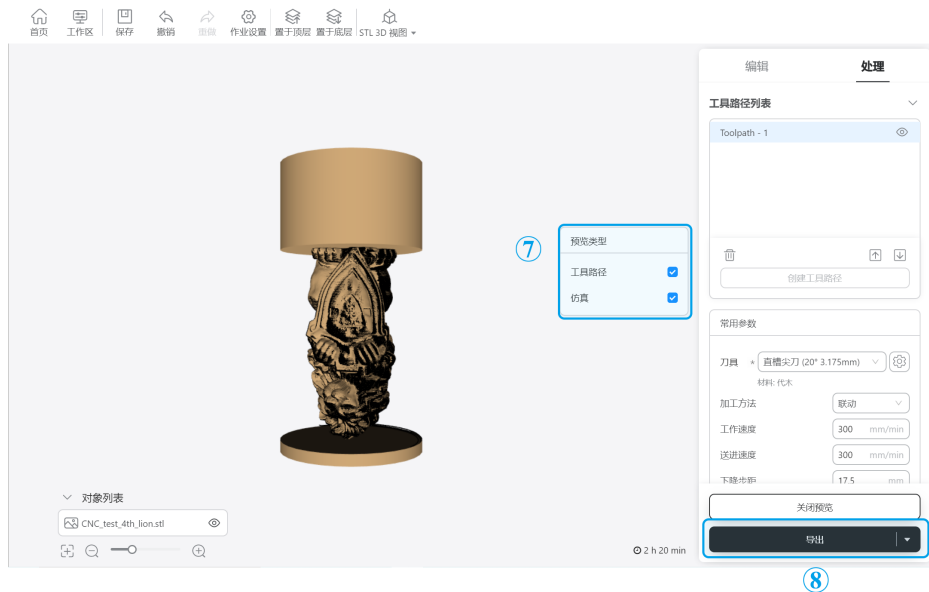 首页 工作区 保存 撤销 重做 作业设置 置于顶层 置于底层 STL 3D 视图
编辑 处理
工具路径列表
Toolpath - 1
创建工具路径
⑦
预览类型
工具路径
仿真
常用参数
刀具 * 直槽尖刀 (20° 3.175mm)
材料: 代木
加工方法 联动
工作速度 300 mm/min
送进速度 300 mm/min
下降步距 17.5 mm
对象列表
CNC_test_4th_lion.stl
2 h 20 min
关闭预览
导出
⑧